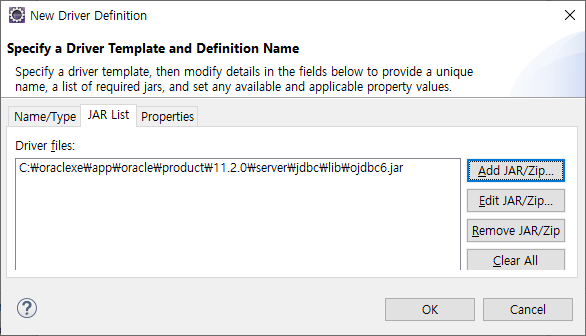 New Driver Definition
Specify a Driver Template and Definition Name
Specify a driver template, then modify details in the fields below to provide a unique
name, a list of required jars, and set any available and applicable property values.
Name/Type JAR List Properties
Driver files:
C:₩oraclexe₩app₩oracle₩product₩11.2.0₩server₩jdbc₩lib₩ojdbc6.jar
Add JAR/Zip...
Edit JAR/Zip...
Remove JAR/Zip
Clear All
?
OK Cancel